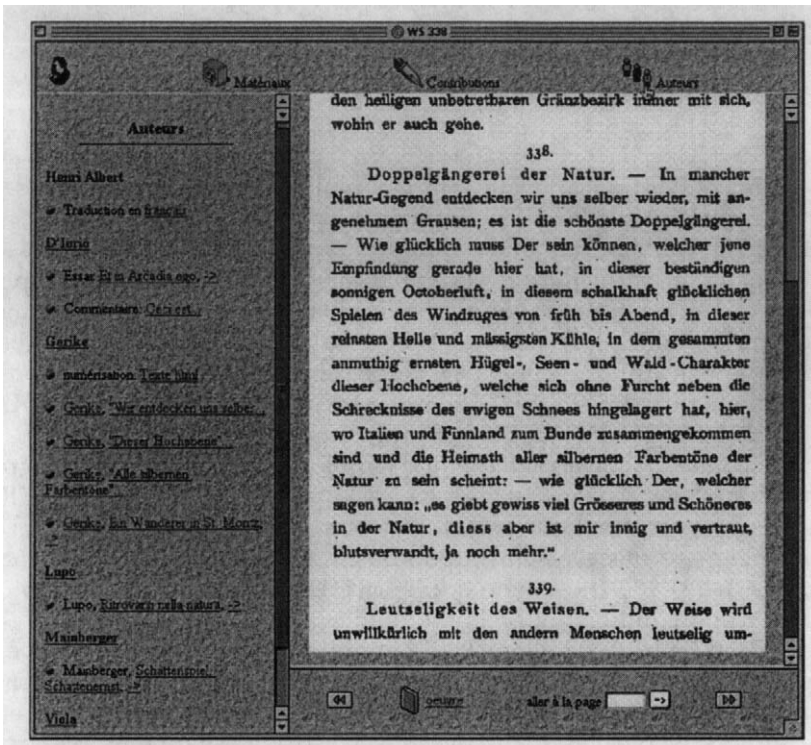 WS 338
Matériaux
Contributions
Auteurs
Auteurs
Henri Albert
Traduction en français
D'Iorio
Essai: Et in Arcadia ego, ->
Commentaire: Ceci est...
Gerike
numérisation: Texte html
Gerike, "Wir entdecken uns selber...
Gerike, "Dieser Hochebene"...
Gerike, "Alle silbernen
Farbentöne"...
Gerike, Ein Wanderer in St. Moritz,
->
Lupo
Lupo, Ritrovarsi nella natura, ->
Mainberger
Mainberger, Schattenspiel,
Schattenernst, ->
Viola
den heiligen unbetretbaren Gränzbezirk immer mit sich,
wohin er auch gehe.
338.
Doppelgängerei der Natur. — In mancher
Natur-Gegend entdecken wir uns selber wieder, mit an-
genehmem Grausen; es ist die schönste Doppelgängerei.
— Wie glücklich muss Der sein können, welcher jene
Empfindung gerade hier hat, in dieser beständigen
sonnigen Octoberluft, in diesem schalkhaft glücklichen
Spielen des Windzuges von früh bis Abend, in dieser
reinsten Helle und mässigsten Kühle, in dem gesammten
anmuthig ernsten Hügel-, Seen- und Wald-Charakter
dieser Hochebene, welche sich ohne Furcht neben die
Schrecknisse des ewigen Schnees hingelagert hat, hier,
wo Italien und Finnland zum Bunde zusammengekommen
sind und die Heimath aller silbernen Farbentöne der
Natur zu sein scheint: — wie glücklich Der, welcher
sagen kann: „es giebt gewiss viel Grösseres und Schöneres
in der Natur, diess aber ist mir innig und vertraut,
blutsverwandt, ja noch mehr.“
339.
Leutseligkeit des Weisen. — Der Weise wird
unwillkürlich mit den andern Menschen leutselig um-
oeuvre
aller à la page
->